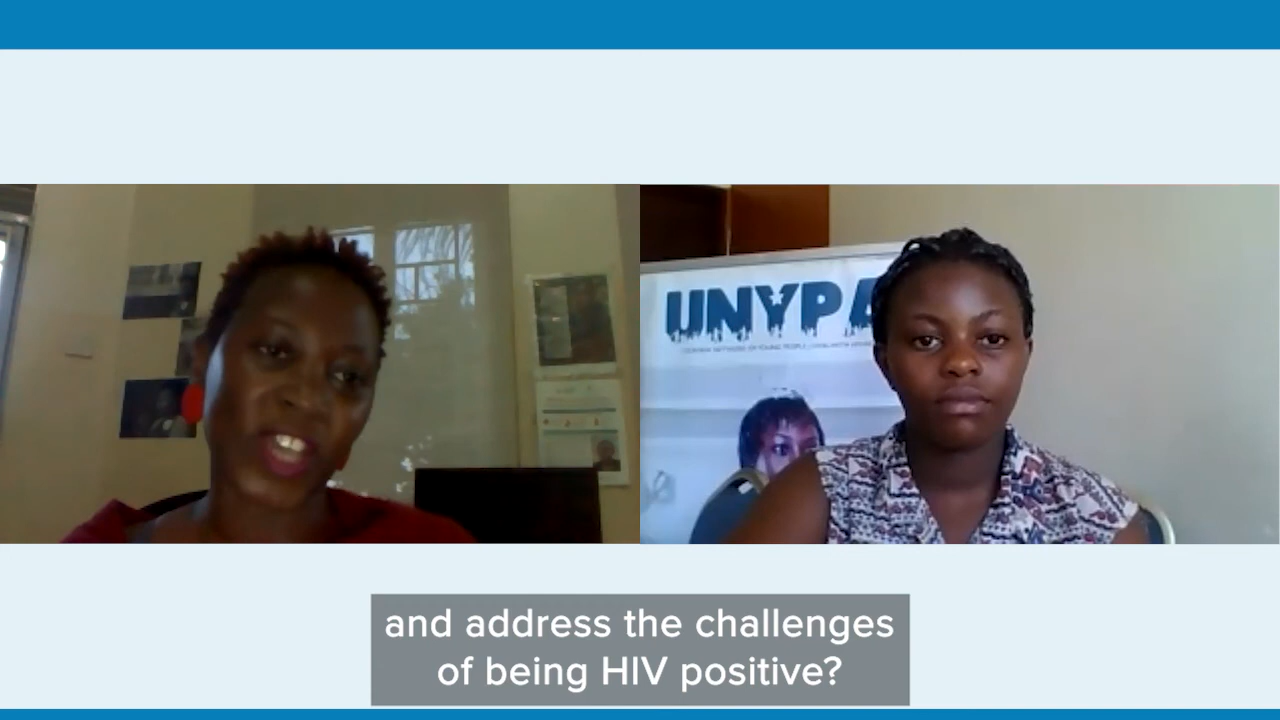 UNYPA
and address the challenges
of being HIV positive?